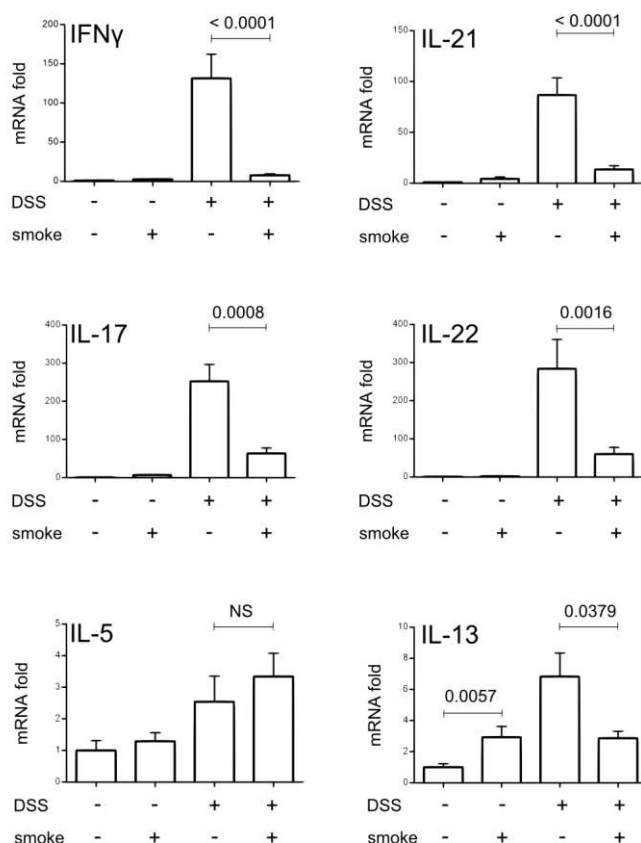 IFNγ
< 0.0001
mRNA fold
200
150
100
50
0
DSS - - + +
smoke - + - +
IL-21
< 0.0001
mRNA fold
150
100
50
0
DSS - - + +
smoke - + - +
IL-17
0.0008
mRNA fold
400
300
200
100
0
DSS - - + +
smoke - + - +
IL-22
0.0016
mRNA fold
400
300
200
100
0
DSS - - + +
smoke - + - +
IL-5
NS
mRNA fold
5
4
3
2
1
0
DSS - - + +
smoke - + - +
IL-13
0.0379
0.0057
mRNA fold
10
8
6
4
2
0
DSS - - + +
smoke - + - +